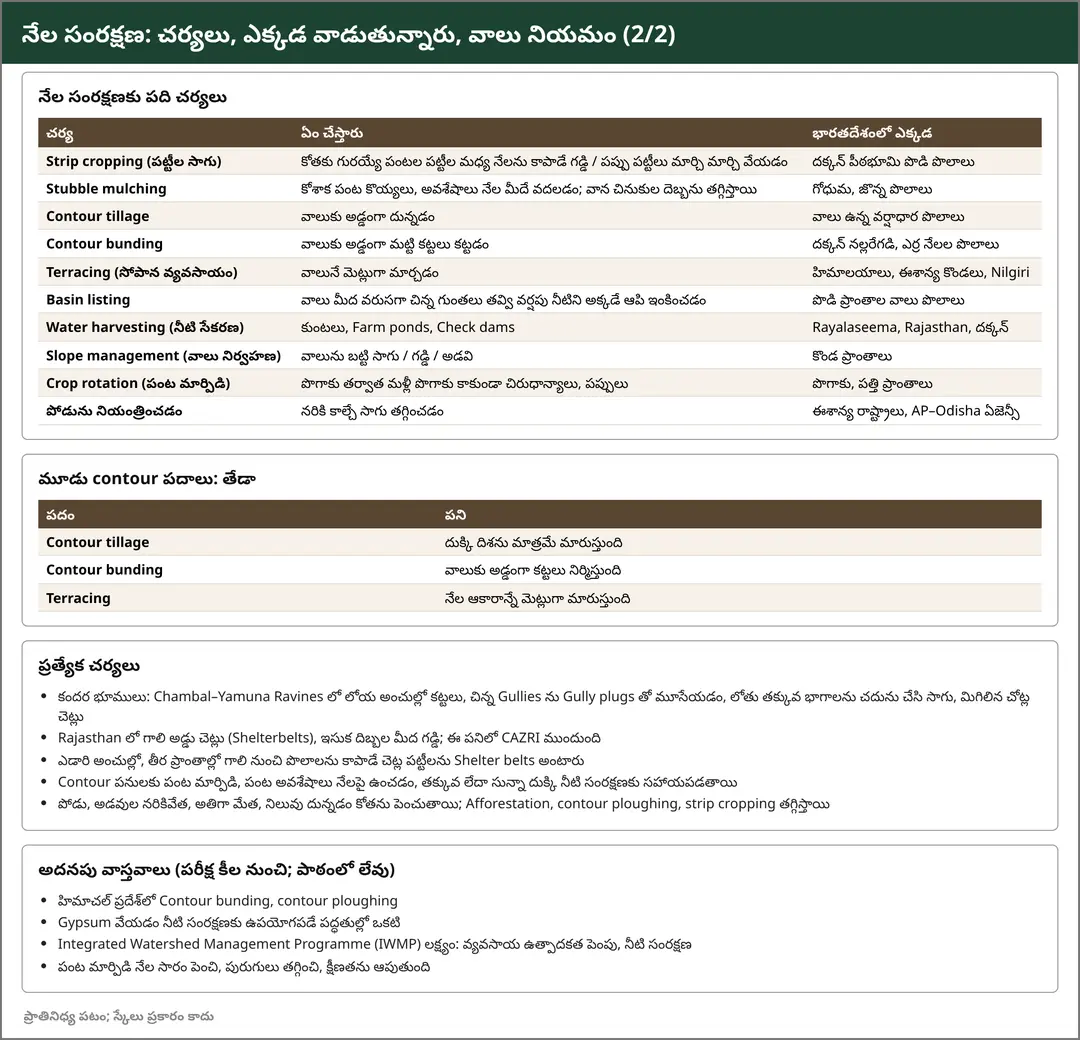 నేల సంరక్షణ: చర్యలు, ఎక్కడ వాడుతున్నారు, వాలు నియమం (2/2)
నేల సంరక్షణకు పది చర్యలు
చర్య ఏం చేస్తారు భారతదేశంలో ఎక్కడ
Strip cropping (పట్టీల సాగు) కోతకు గురయ్యే పంటల పట్టీల మధ్య నేలను కాపాడే గడ్డి / పప్పు పట్టీలు మార్చి మార్చి వేయడం దక్కన్ పీఠభూమి పొడి పొలాలు
Stubble mulching కోశాక పంట కొయ్యలు, అవశేషాలు నేల మీదే వదలడం; వాన చినుకుల దెబ్బను తగ్గిస్తాయి గోధుమ, జొన్న పొలాలు
Contour tillage వాలుకు అడ్డంగా దున్నడం వాలు ఉన్న వర్షాధార పొలాలు
Contour bunding వాలుకు అడ్డంగా మట్టి కట్టలు కట్టడం దక్కన్ నల్లరేగడి, ఎర్ర నేలల పొలాలు
Terracing (సోపాన వ్యవసాయం) వాలునే మెట్లుగా మార్చడం హిమాలయాలు, ఈశాన్య కొండలు, Nilgiri
Basin listing వాలు మీద వరుసగా చిన్న గుంతలు తవ్వి వర్షపు నీటిని అక్కడే ఆపి ఇంకించడం పొడి ప్రాంతాల వాలు పొలాలు
Water harvesting (నీటి సేకరణ) కుంటలు, Farm ponds, Check dams Rayalaseema, Rajasthan, దక్కన్
Slope management (వాలు నిర్వహణ) వాలును బట్టి సాగు / గడ్డి / అడవి కొండ ప్రాంతాలు
Crop rotation (పంట మార్పిడి) పొగాకు తర్వాత మళ్లీ పొగాకు కాకుండా చిరుధాన్యాలు, పప్పులు పొగాకు, పత్తి ప్రాంతాలు
పోడును నియంత్రించడం నరికి కాల్చే సాగు తగ్గించడం ఈశాన్య రాష్ట్రాలు, AP–Odisha ఏజెన్సీ
మూడు contour పదాలు: తేడా
పదం పని
Contour tillage దుక్కి దిశను మాత్రమే మారుస్తుంది
Contour bunding వాలుకు అడ్డంగా కట్టలు నిర్మిస్తుంది
Terracing నేల ఆకారాన్నే మెట్లుగా మారుస్తుంది
ప్రత్యేక చర్యలు
• కందర భూములు: Chambal–Yamuna Ravines లో లోయ అంచుల్లో కట్టలు, చిన్న Gullies ను Gully plugs తో మూసేయడం, లోతు తక్కువ భాగాలను చదును చేసి సాగు, మిగిలిన చోట్ల
చెట్లు
• Rajasthan లో గాలి అడ్డు చెట్లు (Shelterbelts), ఇసుక దిబ్బల మీద గడ్డి; ఈ పనిలో CAZRI ముందుంది
• ఎడారి అంచుల్లో, తీర ప్రాంతాల్లో గాలి నుంచి పొలాలను కాపాడే చెట్ల పట్టీలను Shelter belts అంటారు
• Contour పనులకు పంట మార్పిడి, పంట అవశేషాలు నేలపై ఉంచడం, తక్కువ లేదా సున్నా దుక్కి నీటి సంరక్షణకు సహాయపడతాయి
• పోడు, అడవుల నరికివేత, అతిగా మేత, నిలువు దున్నడం కోతను పెంచుతాయి; Afforestation, contour ploughing, strip cropping తగ్గిస్తాయి
అదనపు వాస్తవాలు (పరీక్ష కీల నుంచి; పాఠంలో లేవు)
• హిమాచల్ ప్రదేశ్‌లో Contour bunding, contour ploughing
• Gypsum వేయడం నీటి సంరక్షణకు ఉపయోగపడే పద్ధతుల్లో ఒకటి
• Integrated Watershed Management Programme (IWMP) లక్ష్యం: వ్యవసాయ ఉత్పాదకత పెంపు, నీటి సంరక్షణ
• పంట మార్పిడి నేల సారం పెంచి, పురుగులు తగ్గించి, క్షీణతను ఆపుతుంది
ప్రాతినిధ్య పటం; స్కేలు ప్రకారం కాదు